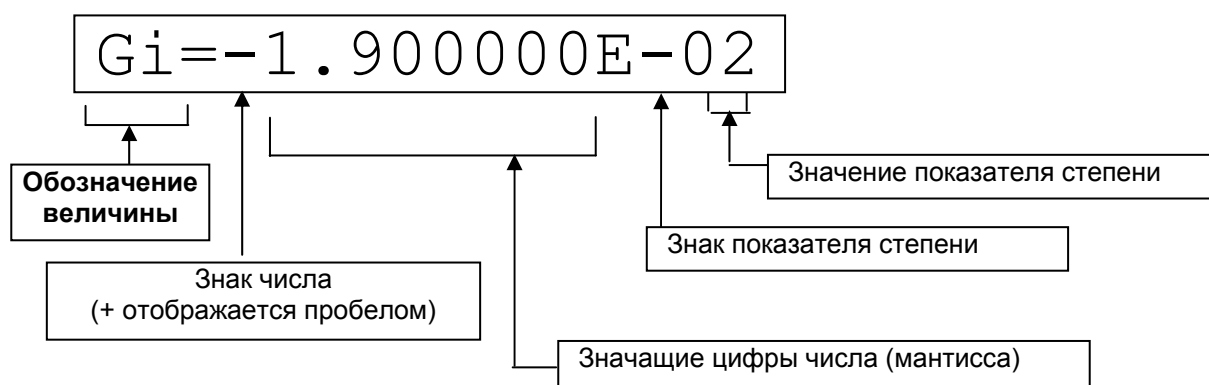 Gi=-1.900000E-02
Обозначение
величины
Значение показателя степени
Знак показателя степени
Знак числа
(+ отображается пробелом)
Значащие цифры числа (мантисса)